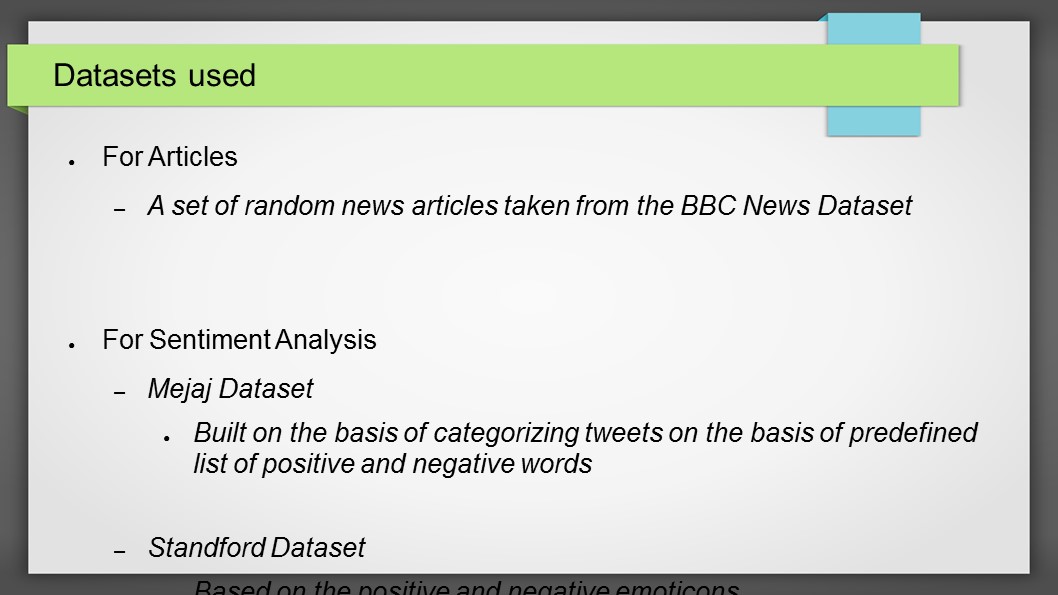 Datasets used
● For Articles
– A set of random news articles taken from the BBC News Dataset
● For Sentiment Analysis
– Mejaj Dataset
● Built on the basis of categorizing tweets on the basis of predefined
list of positive and negative words
– Standford Dataset
Based on the positive and negative emoticons